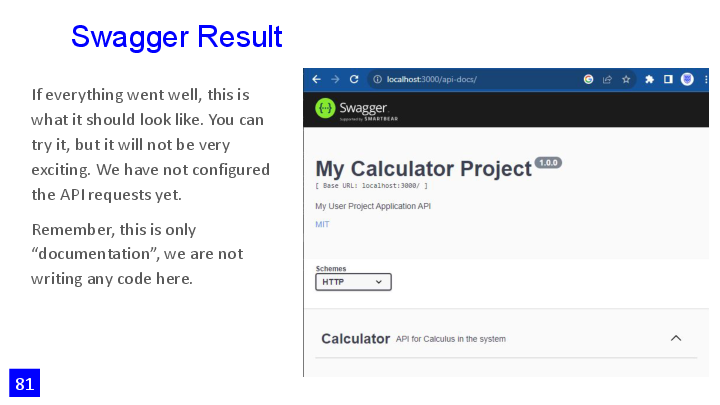 Swagger Result
If everything went well, this is
what it should look like. You can
try it, but it will not be very
exciting. We have not configured
the API requests yet.
Remember, this is only
“documentation”, we are not
writing any code here.
81
localhost:3000/api-docs/
Swagger.
Supported by SMARTBEAR
My Calculator Project 1.0.0
[ Base URL: localhost:3000/ ]
My User Project Application API
MIT
Schemes
HTTP
Calculator API for Calculus in the system